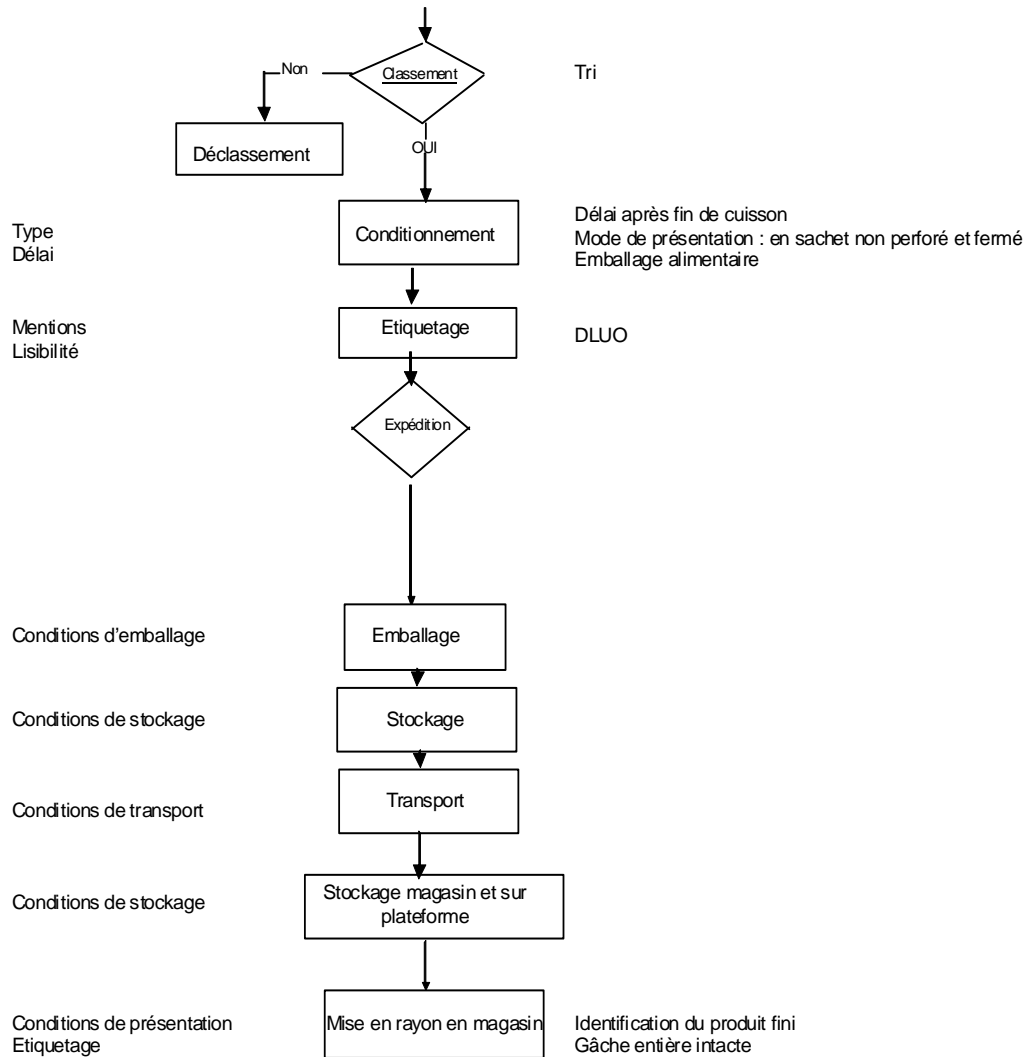 Non
Classement
Tri
Déclassement
OUI
Type
Délai
Conditionnement
Délai après fin de cuisson
Mode de présentation : en sachet non perforé et fermé
Emballage alimentaire
Mentions
Lisibilité
Etiquetage
DLUO
Expédition
Conditions d'emballage
Emballage
Conditions de stockage
Stockage
Conditions de transport
Transport
Conditions de stockage
Stockage magasin et sur
plateforme
Conditions de présentation
Etiquetage
Mise en rayon en magasin
Identification du produit fini
Gâche entière intacte